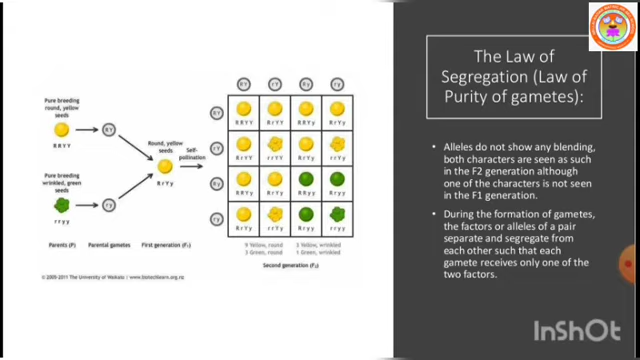 The Law of
Segregation (Law of
Purity of gametes):
Alleles do not show any blending,
both characters are seen as such
in the F2 generation although
one of the characters is not seen
in the F1 generation.
During the formation of gametes,
the factors or alleles of a pair
separate and segregate from
each other such that each
gamete receives only one of the
two factors.
Pure breeding
round, yellow
seeds
RRYY
RY
Round, yellow
seeds
RrYy
Self-
pollination
Pure breeding
wrinkled, green
seeds
rryy
ry
RY rY Ry ry
RY
RRYY RrYY RRYy RrYy
rY
RrYY rrYY RrYy rrYy
Ry
RRYy RrYy RRyy Rryy
ry
RrYy rrYy Rryy rryy
Parents (P) Parental gametes First generation (F₁)
9 Yellow, round 3 Yellow, wrinkled
3 Green, round 1 Green, wrinkled
Second generation (F₂)
The University of Waikato | www.biotechlearn.org.nz
InShOt